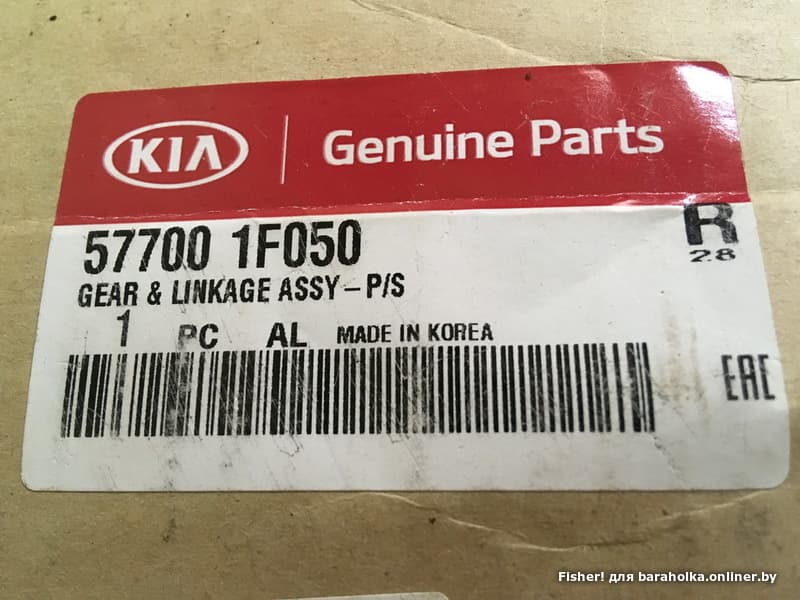 KIA Genuine Parts
57700 1F050
R
2.8
GEAR & LINKAGE ASSY-P/S
1 PC AL MADE IN KOREA
EAC
Fisher! для baraholka.onliner.by